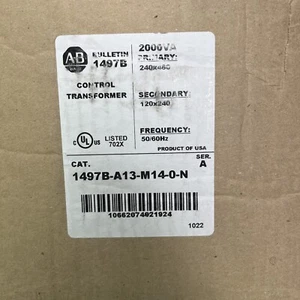 AB
BULLETIN
1497B
2000VA
PRIMARY:
240x480
CONTROL
TRANSFORMER
SECONDARY
120x240
UL
US
LISTED
702X
FREQUENCY:
50/60Hz
PRODUCT OF USA
CAT.
SER.
A
1497B-A13-M14-0-N
10662074021924
1022